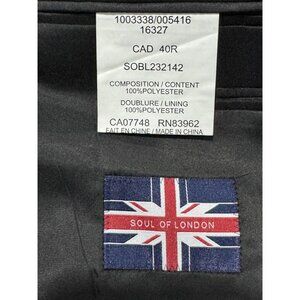 1003338/005416
16327
CAD 40R
SOBL232142
COMPOSITION / CONTENT
100%POLYESTER
DOUBLURE / LINING
100%POLYESTER
CA07748 RN83962
FAIT EN CHINE / MADE IN CHINA
SOUL OF LONDON